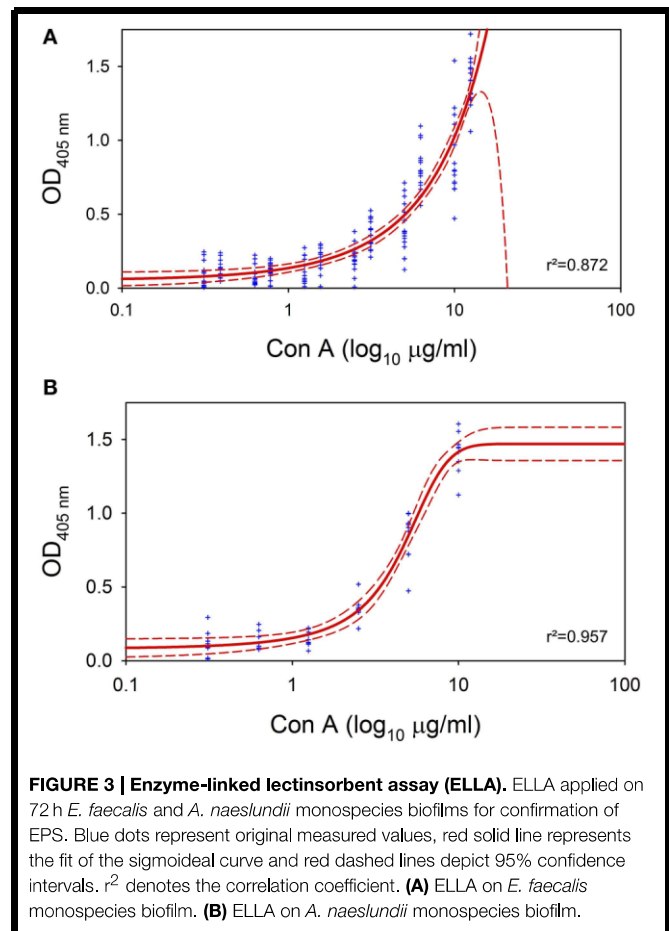 A
1.5
1.0
0.5
0.0
OD405 nm
r²=0.872
0.1 1 10 100
Con A (log10 µg/ml)
B
1.5
1.0
0.5
0.0
OD405 nm
r²=0.957
0.1 1 10 100
Con A (log10 µg/ml)
FIGURE 3 | Enzyme-linked lectinsorbent assay (ELLA). ELLA applied on
72 h E. faecalis and A. naeslundii monospecies biofilms for confirmation of
EPS. Blue dots represent original measured values, red solid line represents
the fit of the sigmoideal curve and red dashed lines depict 95% confidence
intervals. r² denotes the correlation coefficient. (A) ELLA on E. faecalis
monospecies biofilm. (B) ELLA on A. naeslundii monospecies biofilm.